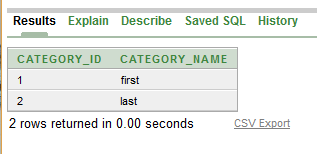 Results Explain Describe Saved SQL History
CATEGORY_ID CATEGORY_NAME
1 first
2 last
2 rows returned in 0.00 seconds CSV Export